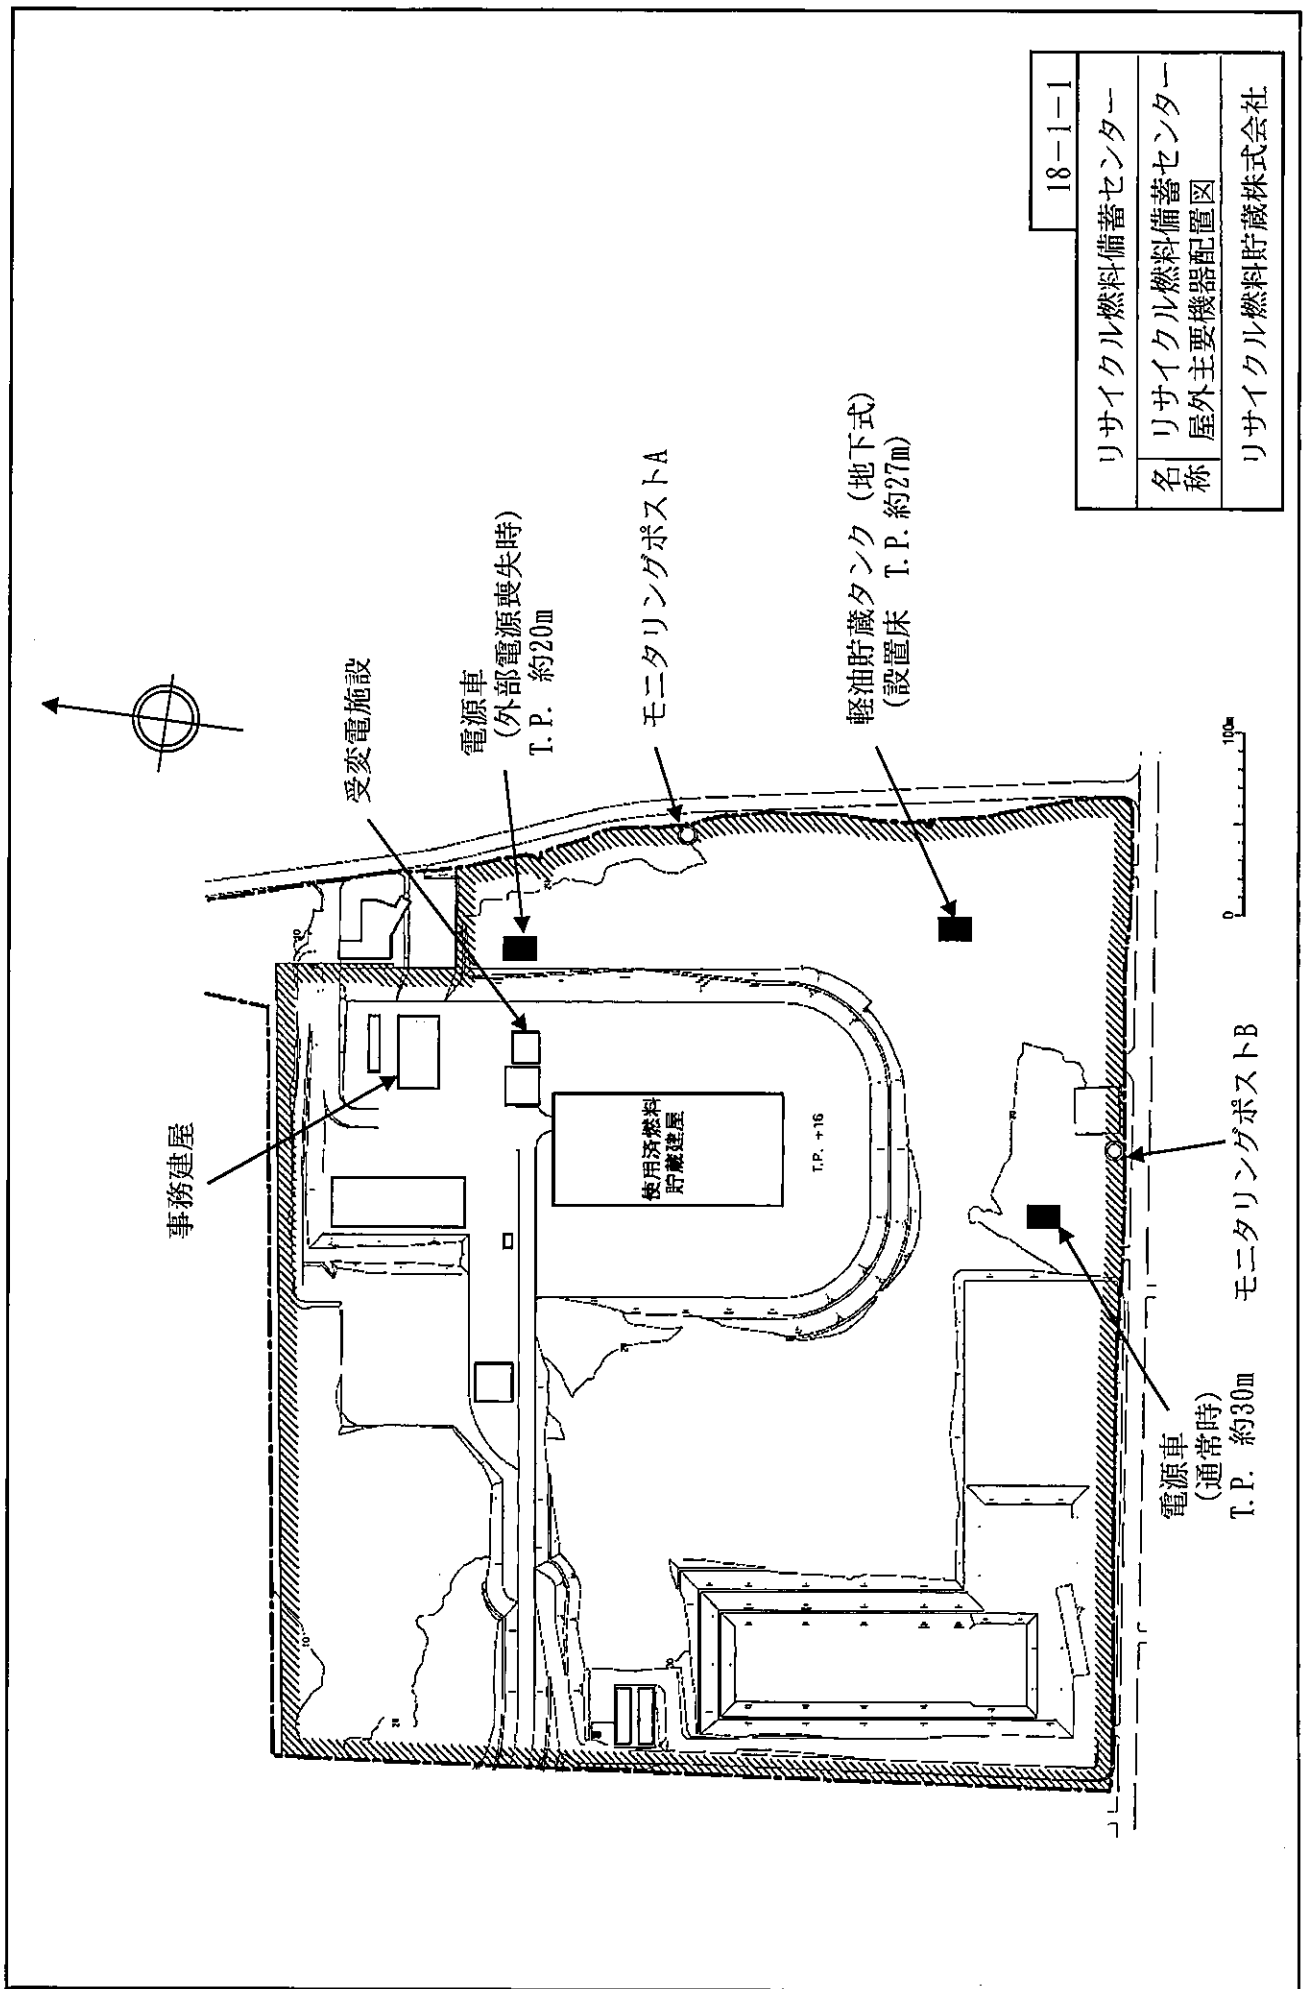 事務建屋
受変電施設
電源車
(外部電源喪失時)
T.P. 約20m
モニタリングポストA
軽油貯蔵タンク (地下式)
(設置床 T.P.約27m)
使用済燃料
貯蔵建屋
T.P. +16
電源車
(通常時)
T.P. 約30m
モニタリングポストB
0
100m
10
20
18-1-1
リサイクル燃料備蓄センター
名称
リサイクル燃料備蓄センター
屋外主要機器配置図
リサイクル燃料貯蔵株式会社